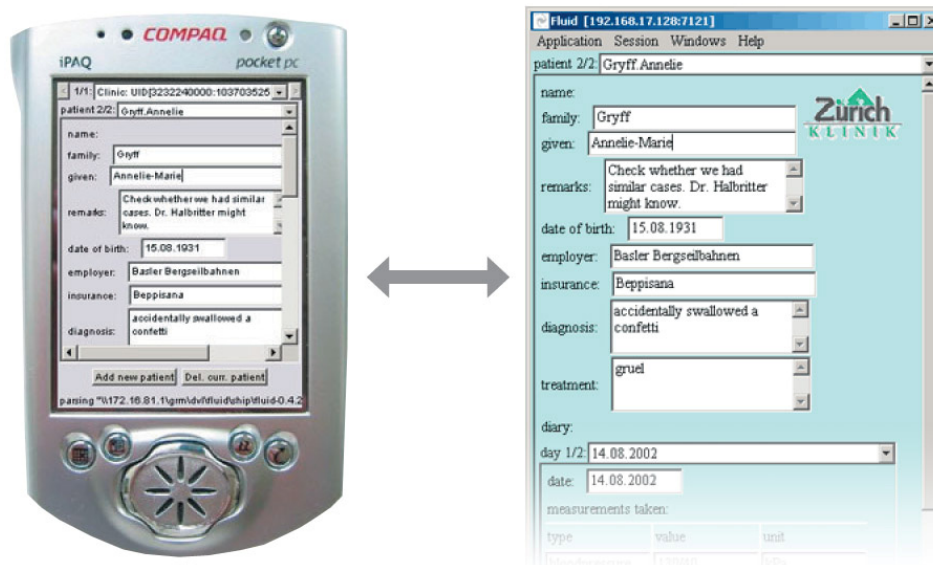 COMPAQ
iPAQ
pocket pc
1/1: Clinic: UID[3232240000:103703525
patient 2/2: Gryff.Annelie
name:
family: Gryff
given: Annelie-Marie
remarks: Check whether we had similar
cases. Dr. Halbritter might
know.
date of birth: 15.08.1931
employer: Basler Bergseilbahnen
insurance: Beppisana
diagnosis: accidentally swallowed a
confetti
Add new patient Del. curr. patient
parsing "\\172.16.81.1\grm\dvl\fluid\ship\fluid-0.4.2
Fluid [192.168.17.128:7121]
Application Session Windows Help
patient 2/2: Gryff.Annelie
Zürich
KLINIK
name:
family: Gryff
given: Annelie-Marie
remarks: Check whether we had
similar cases. Dr. Halbritter
might know.
date of birth: 15.08.1931
employer: Basler Bergseilbahnen
insurance: Beppisana
diagnosis: accidentally swallowed a
confetti
treatment: gruel
diary:
day 1/2: 14.08.2002
date: 14.08.2002
measurements taken:
type value unit